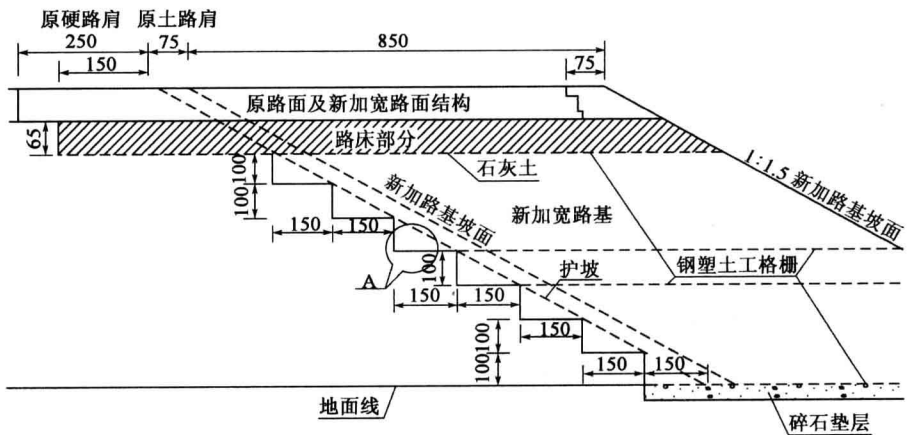 原硬路肩 原土路肩
250 75 850
150 75
原路面及新加宽路面结构
65 路床部分
石灰土
1:1.5 新加路基坡面
100
100
新加路基坡面
新加宽路基
150 150
A
100
护坡
钢塑土工格栅
150 150
100
150
100
150 150
地面线
碎石垫层